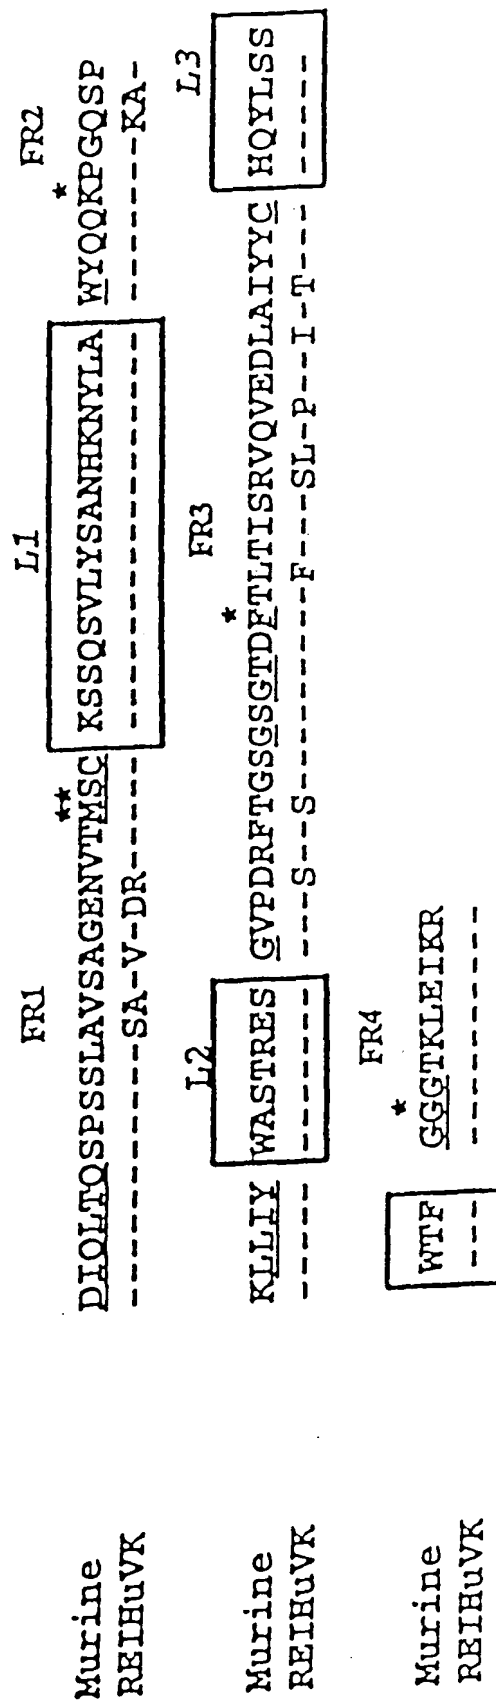 FR1 L1 FR2
** *
Murine DIQLTQSPSSLAVSAGENVTMSC KSSQSVLYSANHKNYLA WYQQKPGQSP
REIHuVK -----------SA-V-DR----- ----------------- -------KA-
L2 FR3 L3
*
Murine KLLIY WASTRES GVPDRFTGSGSGTDFTLTISRVQVEDLAIYYC HQYLSS
REIHuVK ----- ------- ---S--S---------F---SL-P--I-T--- ------
FR4
*
Murine WTF GGGTKLEIKR
REIHuVK --- ----------